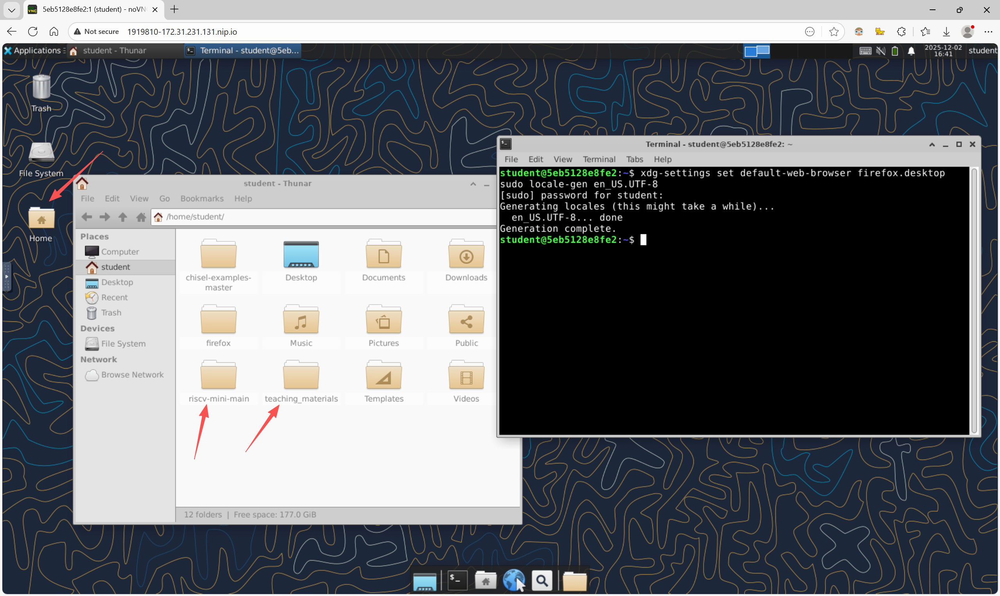 5eb5128e8fe2:1 (student) - noVN
Not secure
1919810-172.31.231.131.nip.io
Applications
student - Thunar
Terminal - student@5eb...
2025-12-02
16:41
student
Trash
File System
Home
student - Thunar
File Edit View Go Bookmarks Help
/home/student/
Places
Computer
student
Desktop
Recent
Trash
Devices
File System
Network
Browse Network
chisel-examples-
master
Desktop
Documents
Downloads
firefox
Music
Pictures
Public
riscv-mini-main
teaching_materials
Templates
Videos
12 folders | Free space: 177.0 GiB
Terminal - student@5eb5128e8fe2: ~
File Edit View Terminal Tabs Help
student@5eb5128e8fe2:~$ xdg-settings set default-web-browser firefox.desktop
sudo locale-gen en_US.UTF-8
[sudo] password for student:
Generating locales (this might take a while)...
en_US.UTF-8... done
Generation complete.
student@5eb5128e8fe2:~$